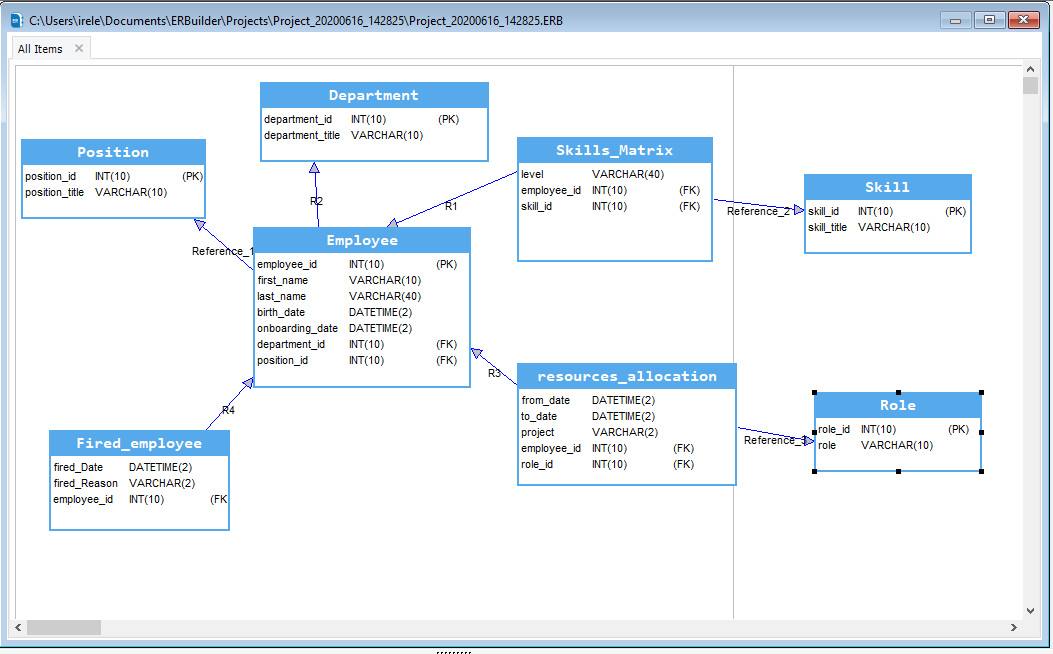 C:\Users\irele\Documents\ERBuilder\Projects\Project_20200616_142825\Project_20200616_142825.ERB
All Items
Department
department_id INT(10) (PK)
department_title VARCHAR(10)
Position
position_id INT(10) (PK)
position_title VARCHAR(10)
Skills_Matrix
level VARCHAR(40)
employee_id INT(10) (FK)
skill_id INT(10) (FK)
Skill
skill_id INT(10) (PK)
skill_title VARCHAR(10)
R2
R1
Reference_2
Reference_1
Employee
employee_id INT(10) (PK)
first_name VARCHAR(10)
last_name VARCHAR(40)
birth_date DATETIME(2)
onboarding_date DATETIME(2)
department_id INT(10) (FK)
position_id INT(10) (FK)
R3
R4
resources_allocation
from_date DATETIME(2)
to_date DATETIME(2)
project VARCHAR(2)
employee_id INT(10) (FK)
role_id INT(10) (FK)
Reference_3
Role
role_id INT(10) (PK)
role VARCHAR(10)
Fired_employee
fired_Date DATETIME(2)
fired_Reason VARCHAR(2)
employee_id INT(10) (FK